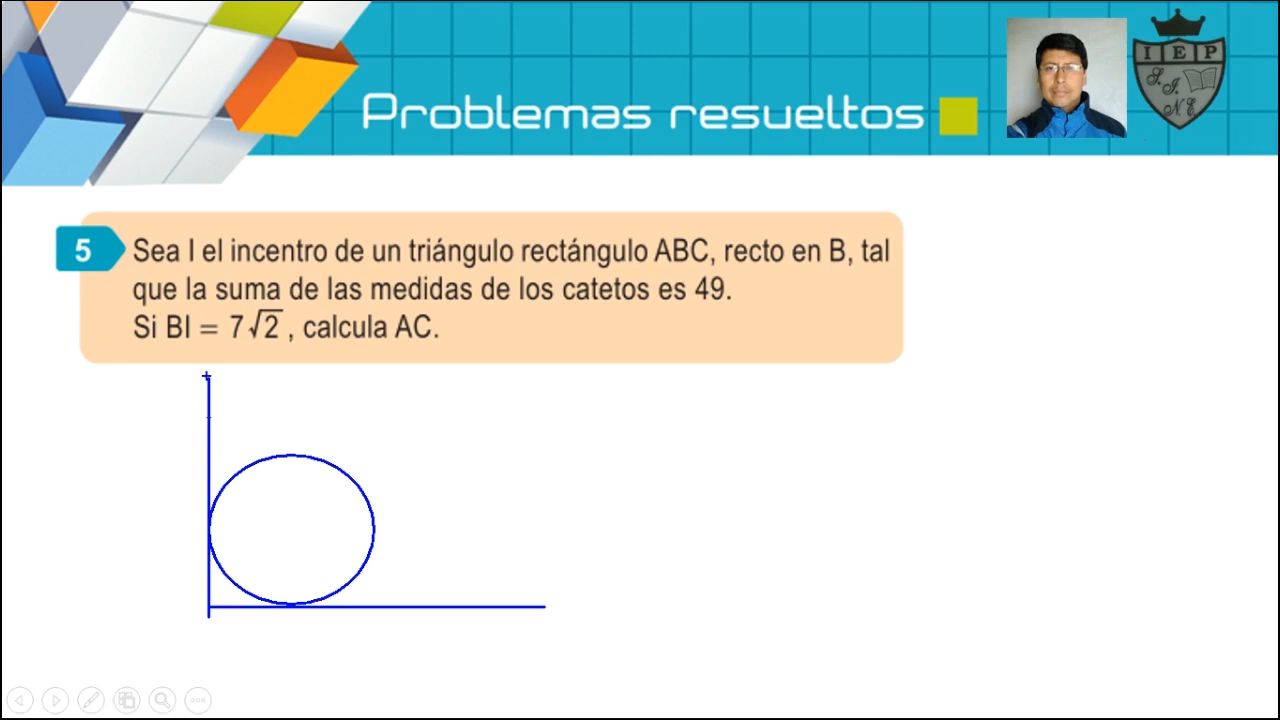 Problemas resueltos
I E P
S. J. N. E
5
Sea I el incentro de un triángulo rectángulo ABC, recto en B, tal
que la suma de las medidas de los catetos es 49.
Si BI = 7√2 , calcula AC.